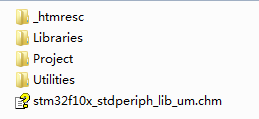 _htmresc
Libraries
Project
Utilities
stm32f10x_stdperiph_lib_um.chm